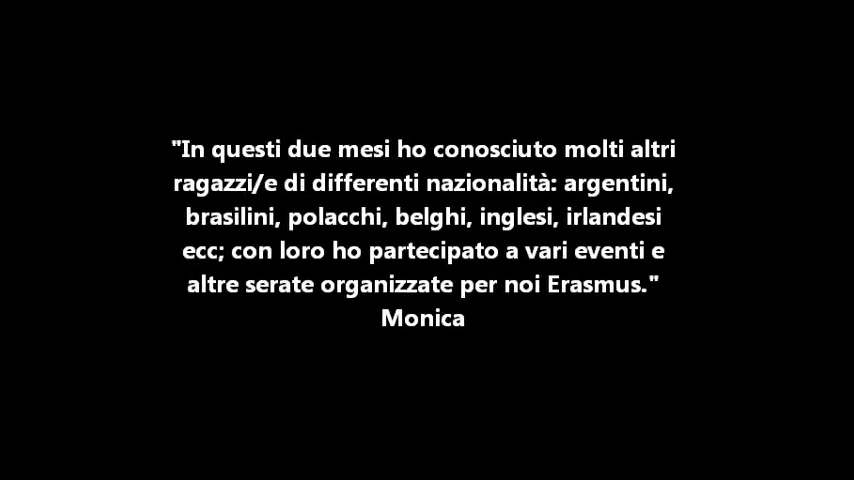 "In questi due mesi ho conosciuto molti altri
ragazzi/e di differenti nazionalità: argentini,
brasilini, polacchi, belghi, inglesi, irlandesi
ecc; con loro ho partecipato a vari eventi e
altre serate organizzate per noi Erasmus."
Monica